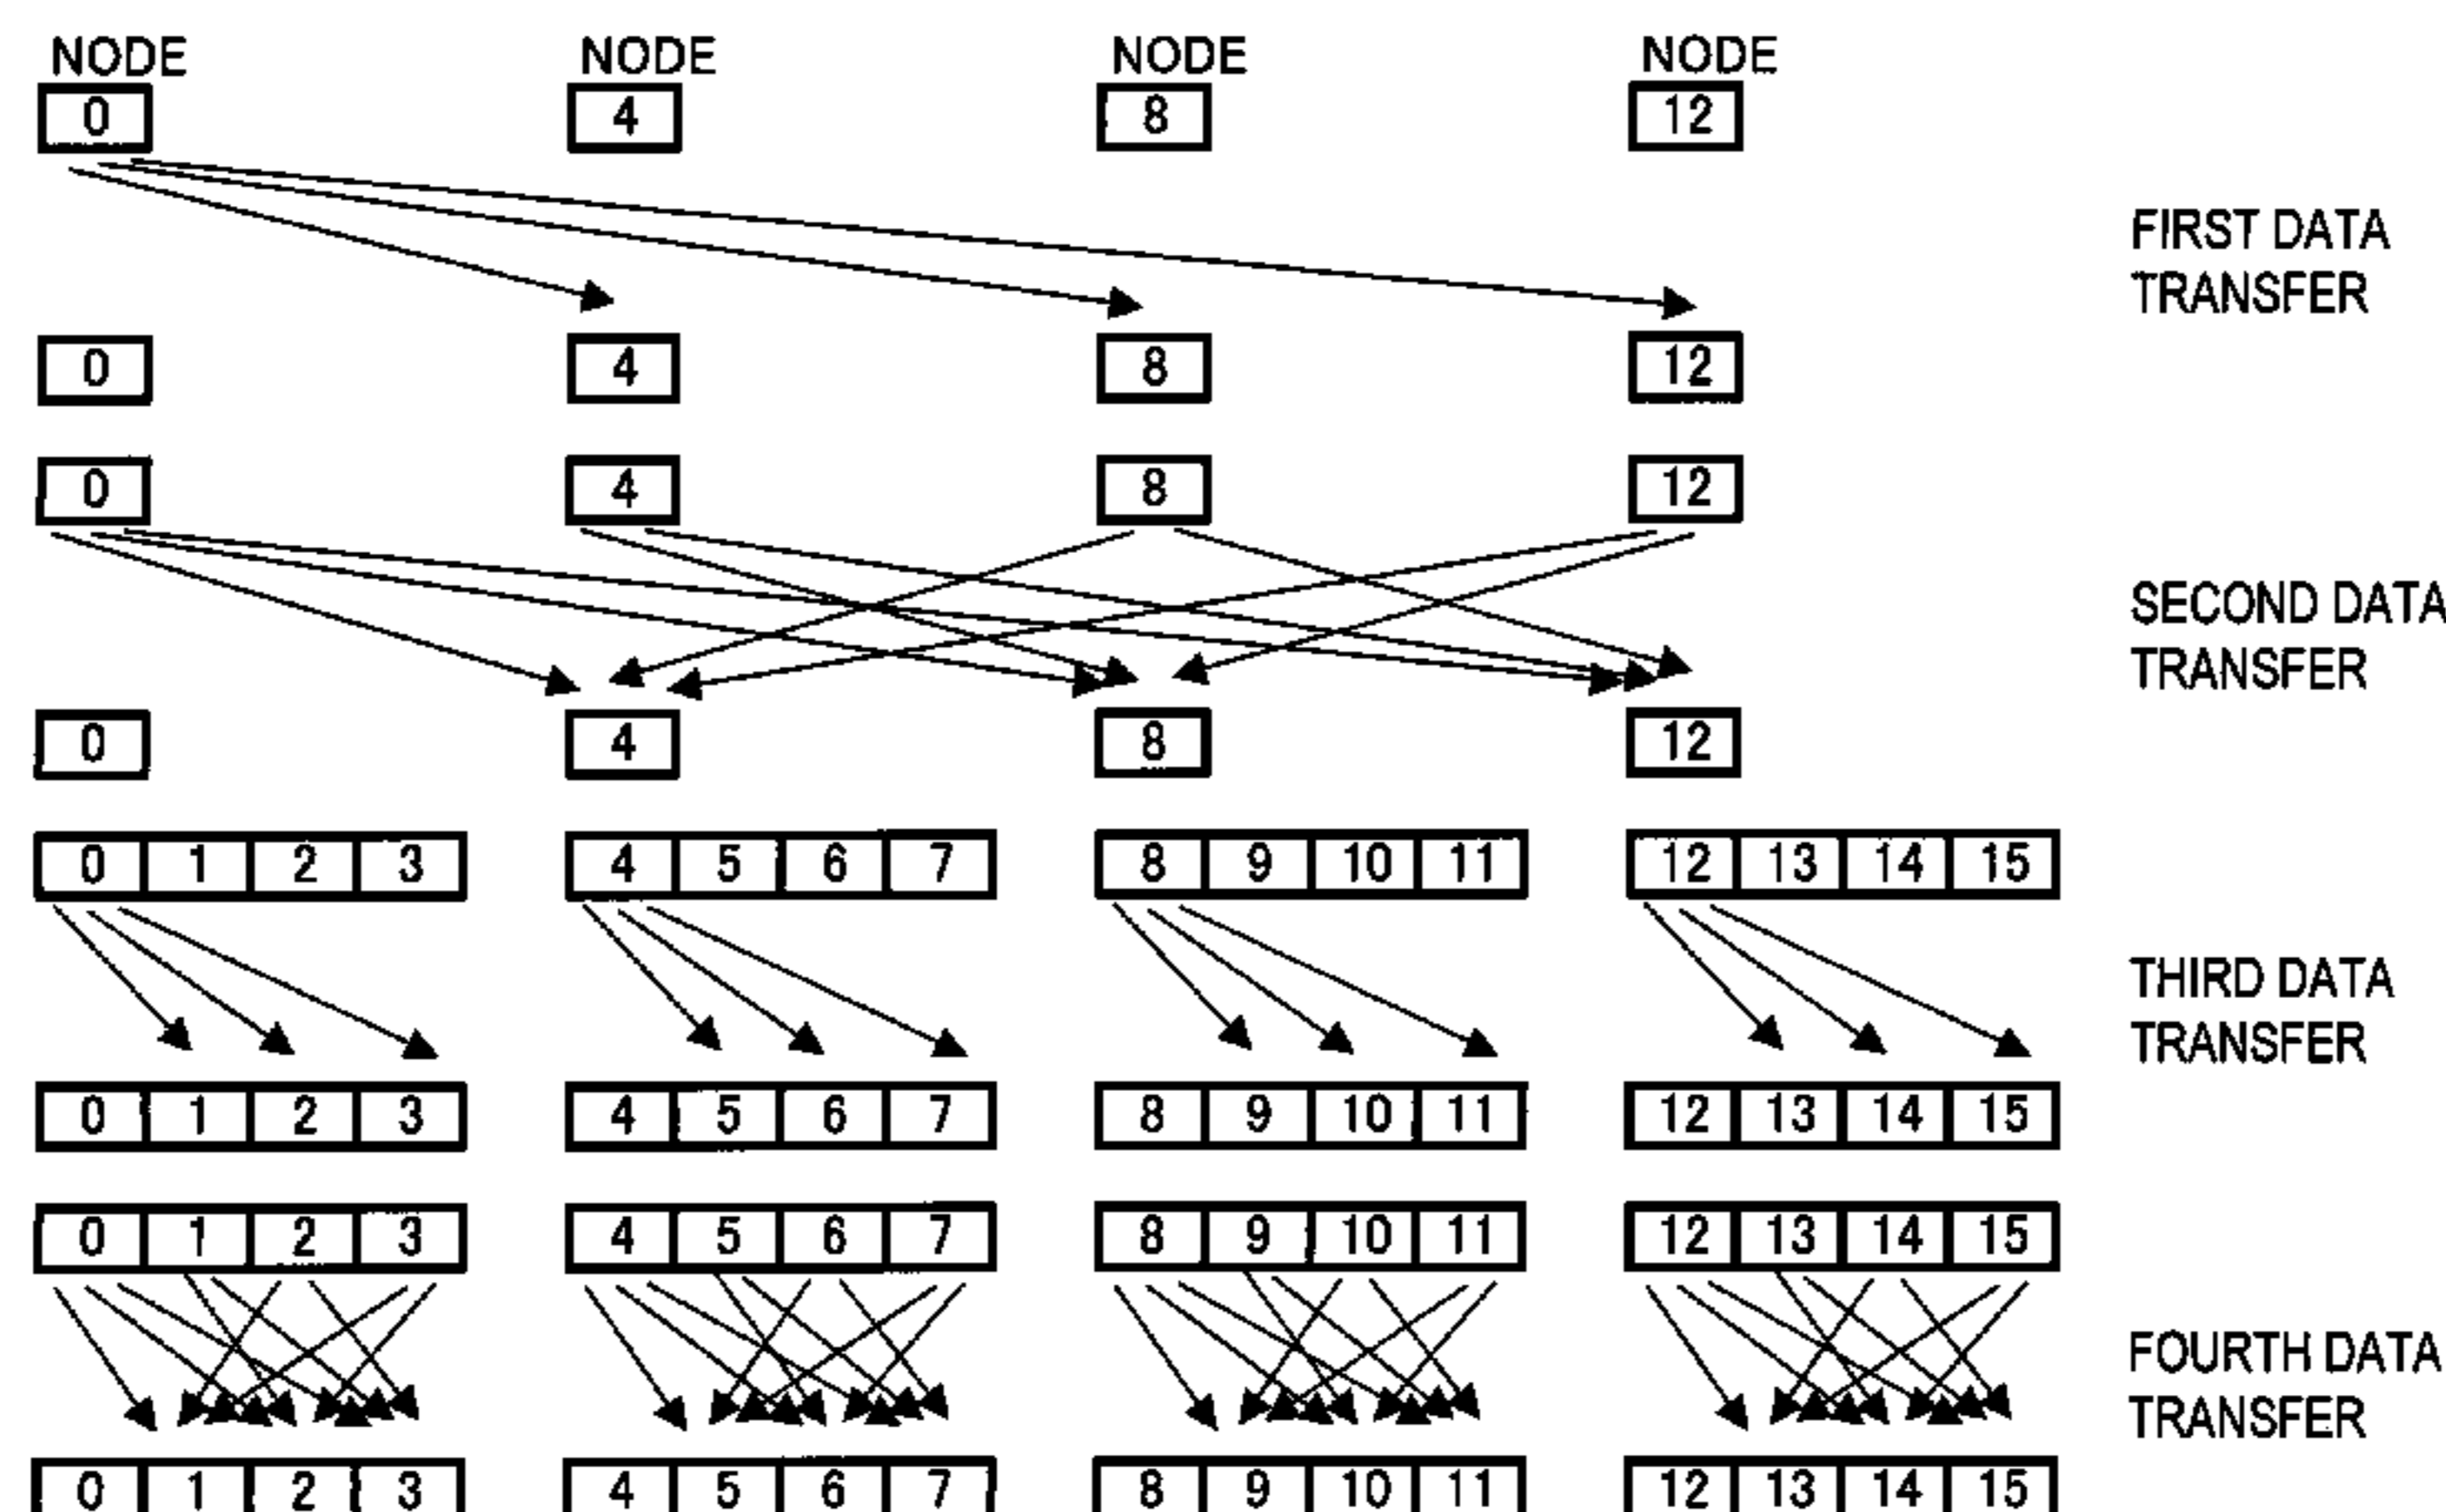 NODE NODE NODE NODE
0 4 8 12
FIRST DATA
TRANSFER
0 4 8 12
0 4 8 12
SECOND DATA
TRANSFER
0 4 8 12
0 1 2 3 4 5 6 7 8 9 10 11 12 13 14 15
THIRD DATA
TRANSFER
0 1 2 3 4 5 6 7 8 9 10 11 12 13 14 15
0 1 2 3 4 5 6 7 8 9 10 11 12 13 14 15
FOURTH DATA
TRANSFER
0 1 2 3 4 5 6 7 8 9 10 11 12 13 14 15